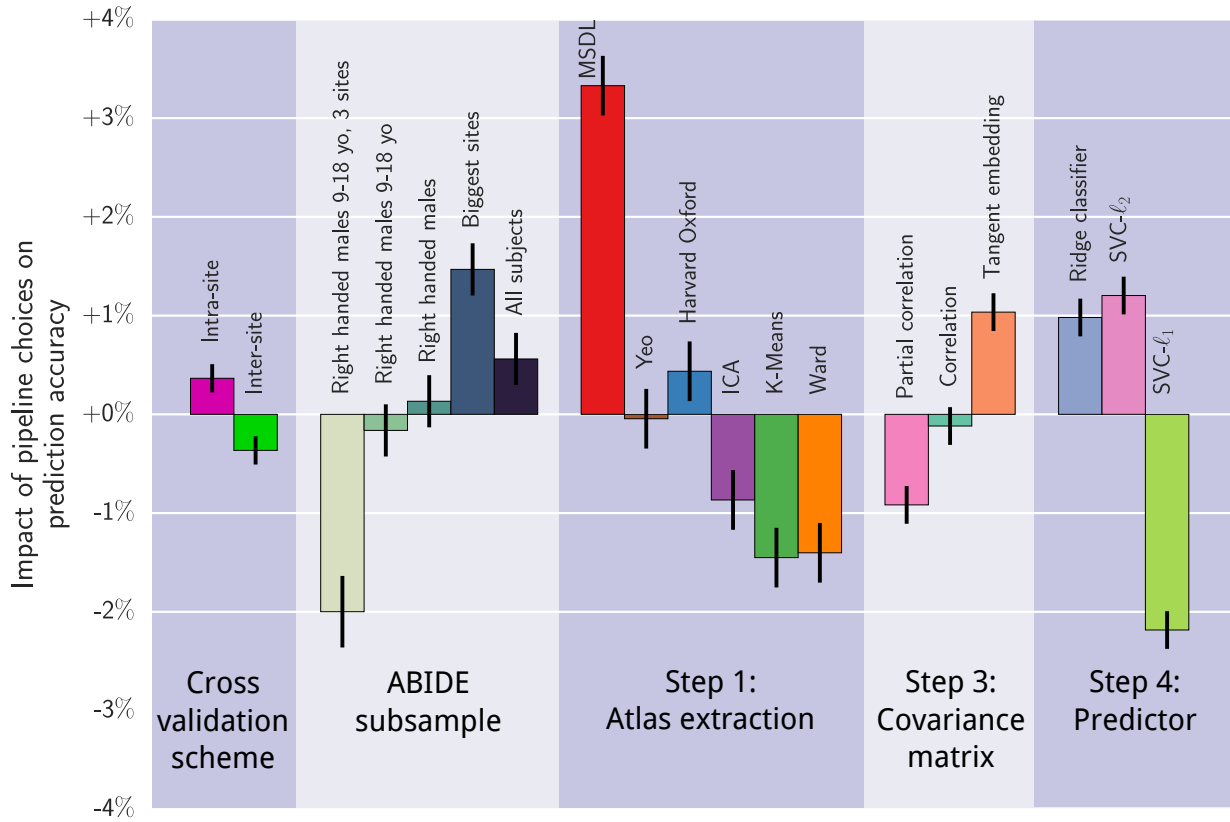 +4%
+3%
+2%
+1%
+0%
-1%
-2%
-3%
-4%
Impact of pipeline choices on
prediction accuracy
Intra-site
Inter-site
Right handed males 9-18 yo, 3 sites
Right handed males 9-18 yo
Right handed males
Biggest sites
All subjects
MSDL
Yeo
Harvard Oxford
ICA
K-Means
Ward
Partial correlation
Correlation
Tangent embedding
Ridge classifier
SVC-ℓ₂
SVC-ℓ₁
Cross
validation
scheme
ABIDE
subsample
Step 1:
Atlas extraction
Step 3:
Covariance
matrix
Step 4:
Predictor